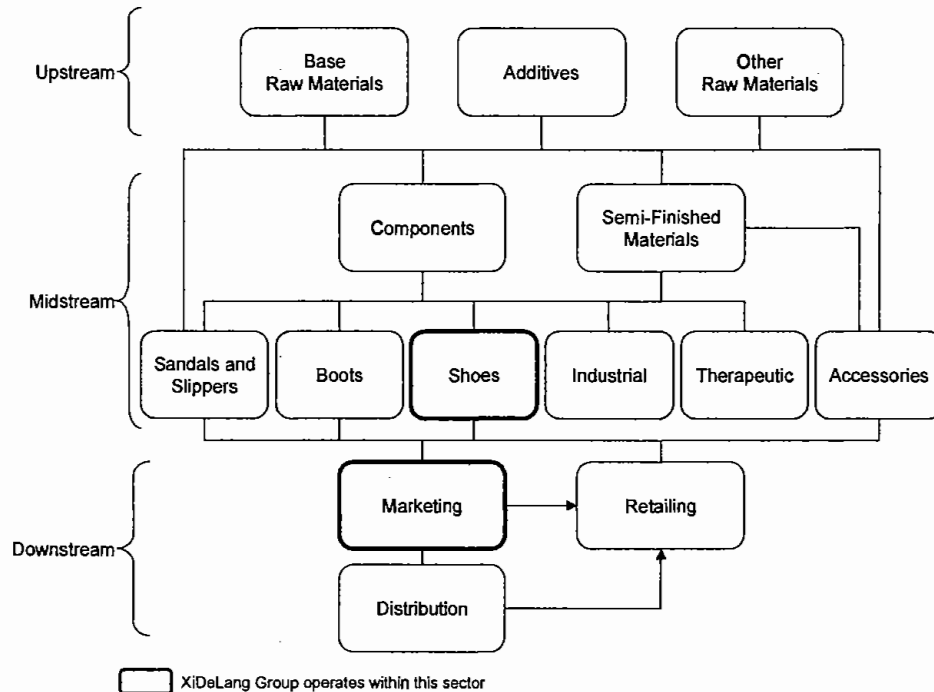 Upstream
Base
Raw Materials
Additives
Other
Raw Materials
Midstream
Components
Semi-Finished
Materials
Sandals and
Slippers
Boots
Shoes
Industrial
Therapeutic
Accessories
Downstream
Marketing
Retailing
Distribution
XiDeLang Group operates within this sector